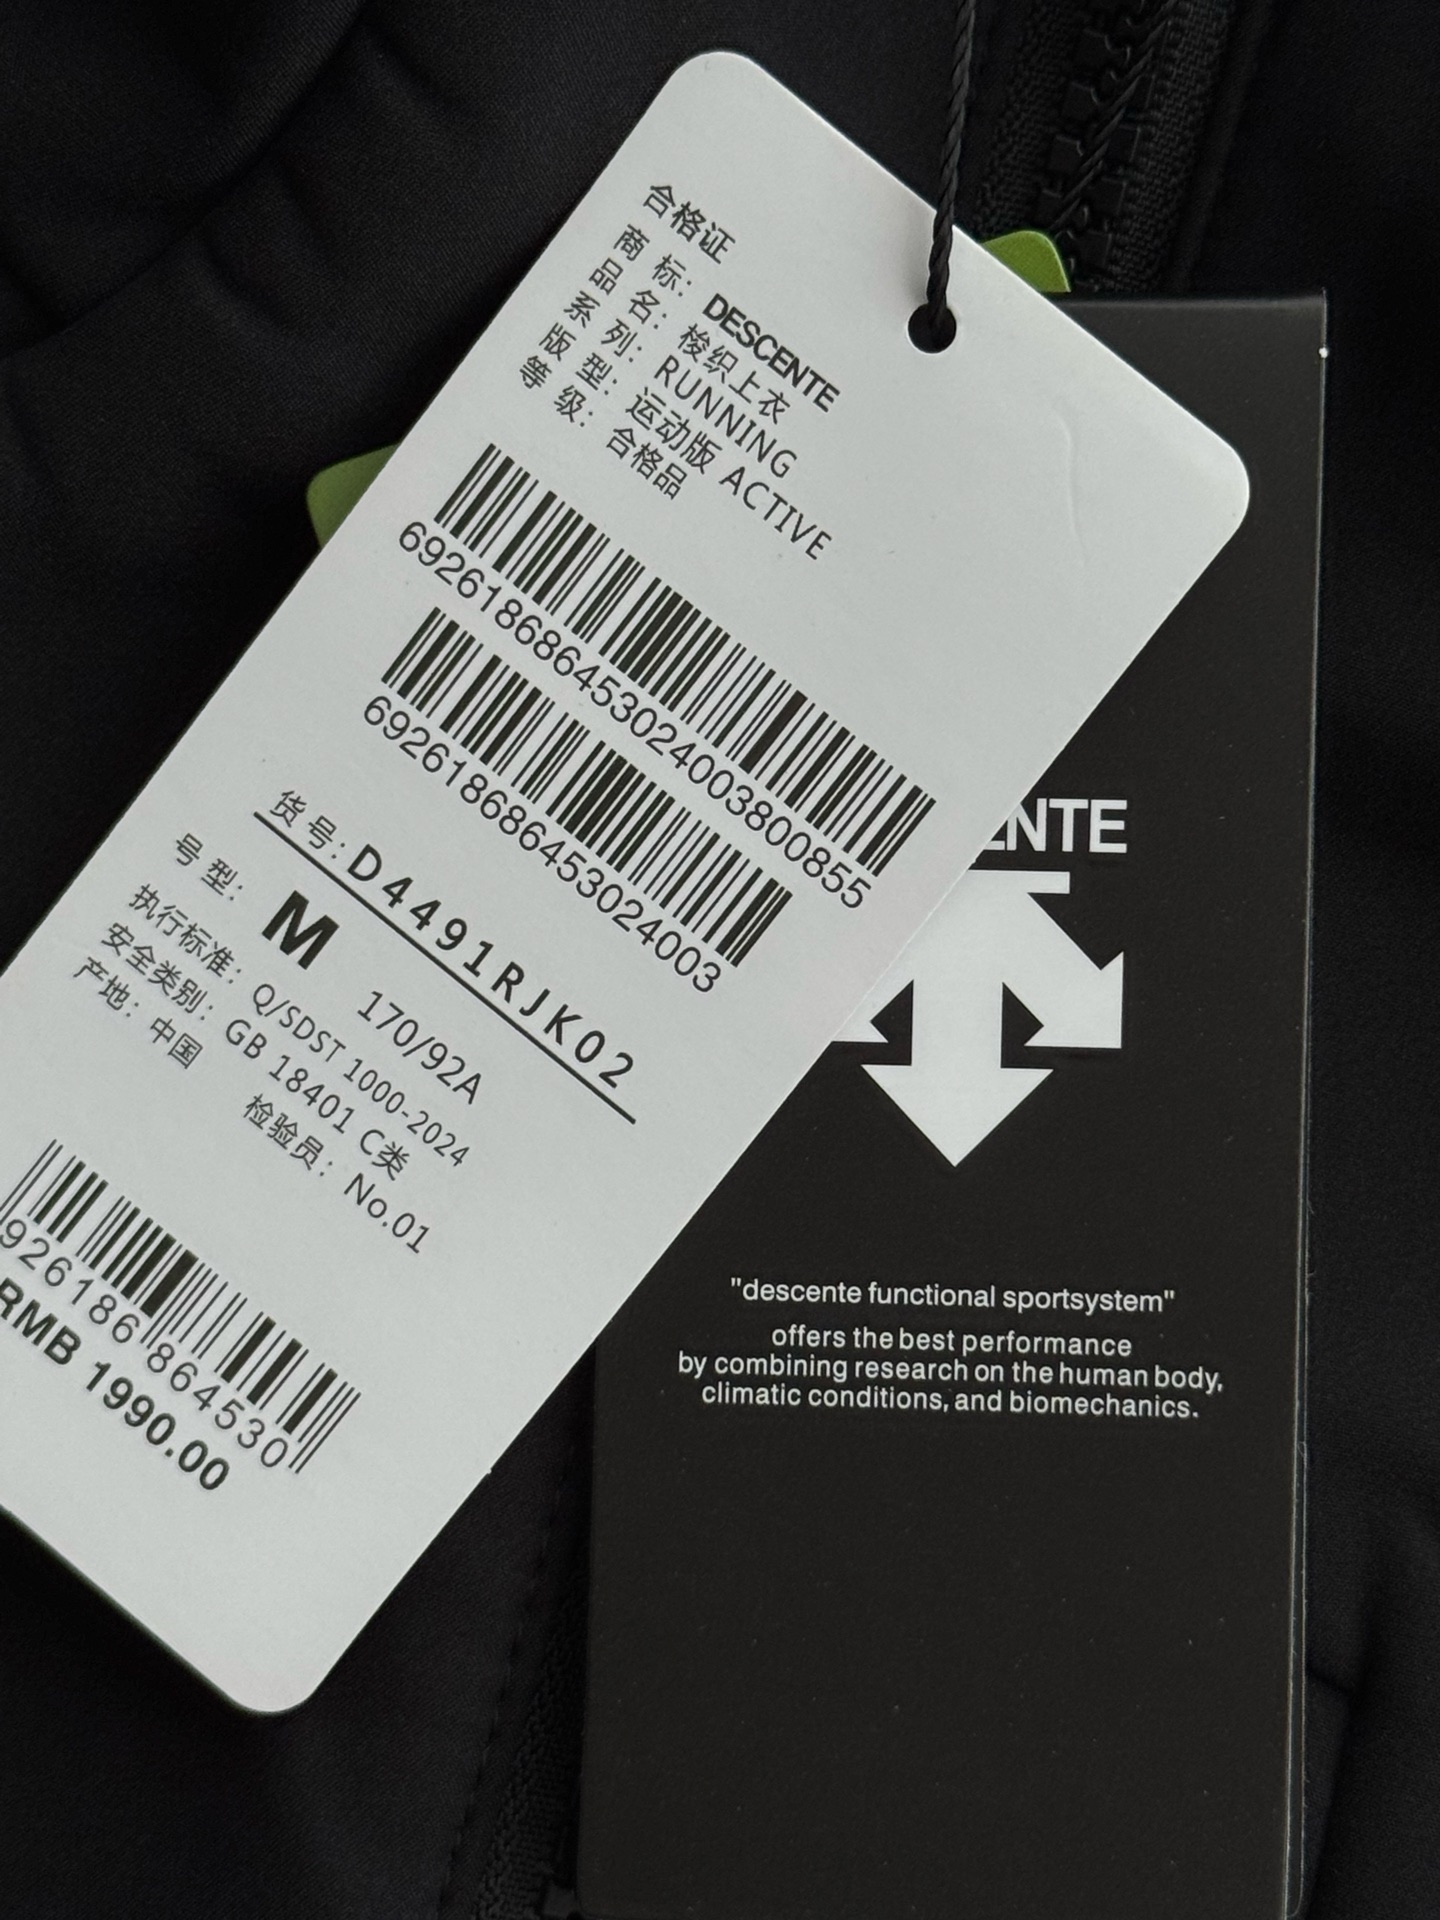 合格证
商 标: DESCENTE
品 名: 梭织上衣
系 列: RUNNING
版 型: 运动版 ACTIVE
等 级: 合格品
69261868645302400380085​5
69261868645302400​3
货号: D4491RJK02
号 型: M 170/92A
执行标准: Q/SDST 1000-2024
安全类别: GB 18401 C类
产地: 中国 检验员: No.01
926186864530
RMB 1990.00
ENTE
"descente functional sportsystem"
offers the best performance
by combining research on the human body,
climatic conditions, and biomechanics.